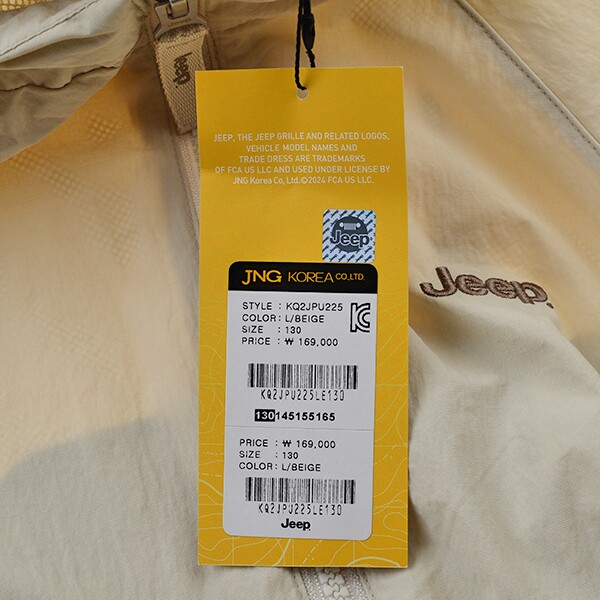 Jeep
JEEP, THE JEEP GRILLE AND RELATED LOGOS,
VEHICLE MODEL NAMES AND
TRADE DRESS ARE TRADEMARKS
OF FCA US LLC AND USED UNDER LICENSE BY
JNG Korea Co, Ltd.©2024 FCA US LLC.
Jeep
JNG KOREA CO.,LTD.
STYLE : KQ2JPU225
COLOR : L/BEIGE
SIZE : 130
PRICE : ₩ 169,000
KQ2JPU225LE130
130145155165
PRICE : ₩ 169,000
SIZE : 130
COLOR : L/BEIGE
KQ2JPU225LE130
Jeep
Jeep.